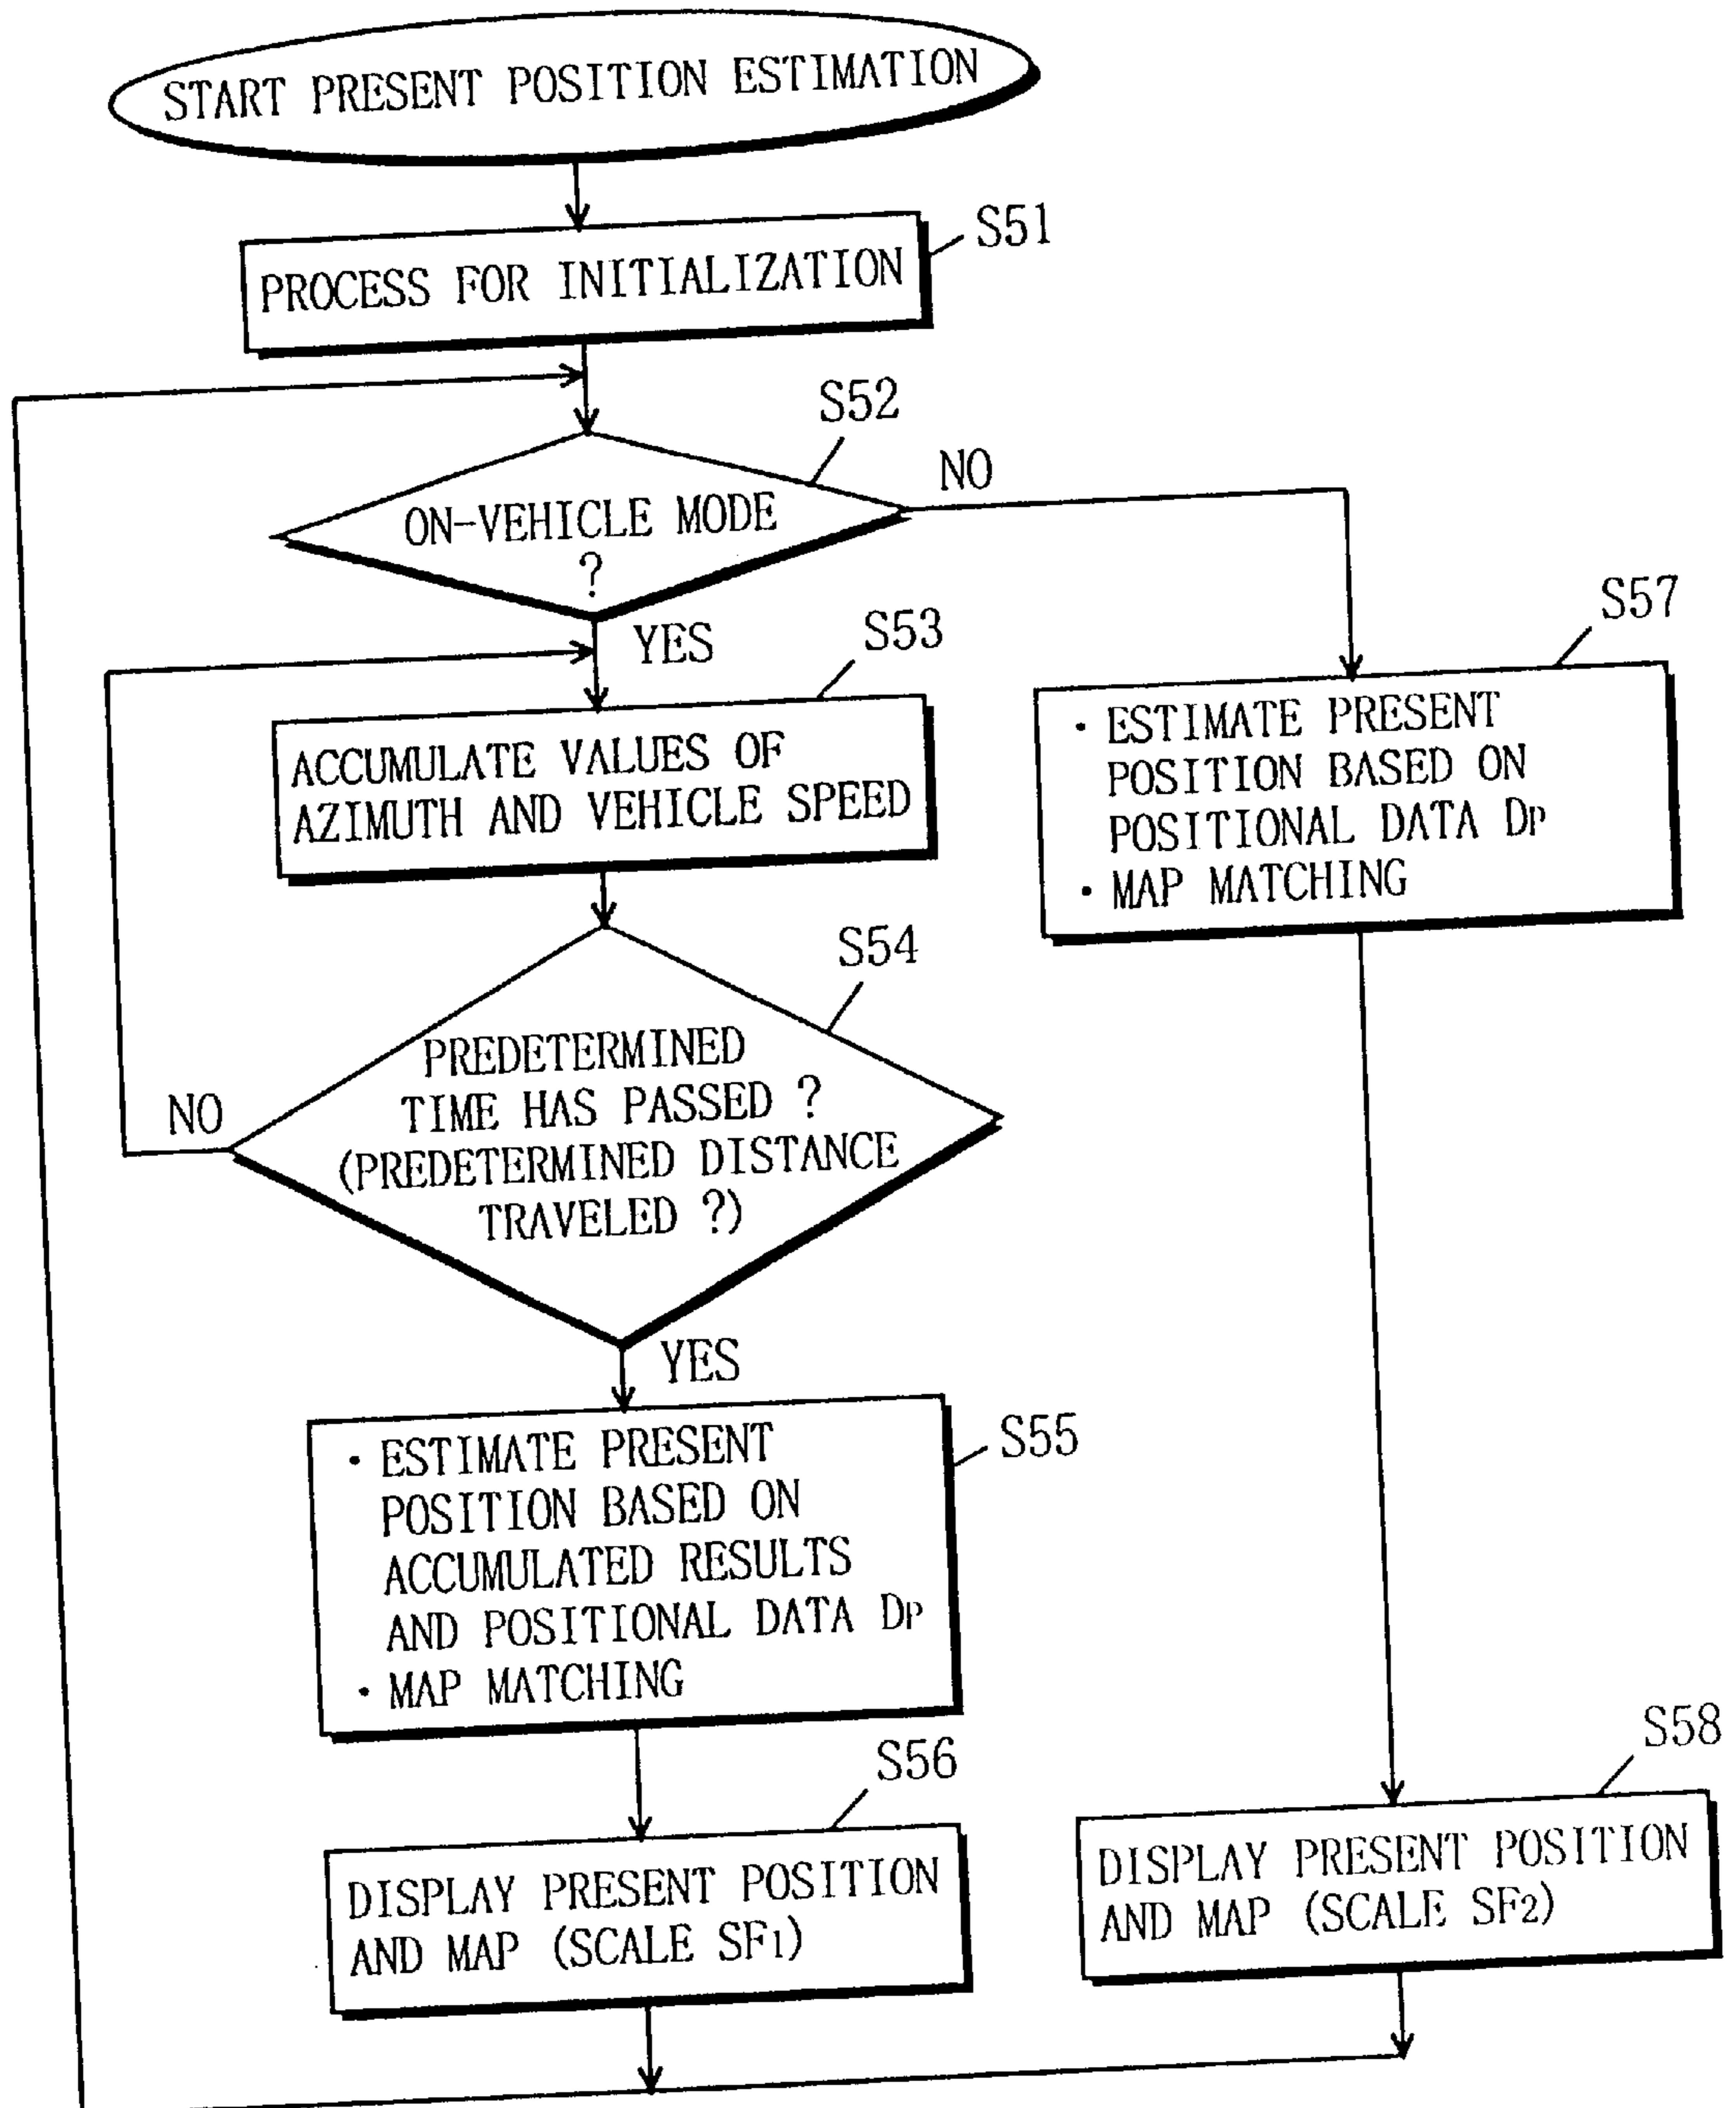 START PRESENT POSITION ESTIMATION
S51
PROCESS FOR INITIALIZATION
S52
NO
ON-VEHICLE MODE
?
YES
S53
ACCUMULATE VALUES OF
AZIMUTH AND VEHICLE SPEED
S57
・ESTIMATE PRESENT
POSITION BASED ON
POSITIONAL DATA DP
・MAP MATCHING
S54
PREDETERMINED
TIME HAS PASSED ?
(PREDETERMINED DISTANCE
TRAVELED ?)
NO
YES
S55
・ESTIMATE PRESENT
POSITION BASED ON
ACCUMULATED RESULTS
AND POSITIONAL DATA DP
・MAP MATCHING
S56
DISPLAY PRESENT POSITION
AND MAP (SCALE SF1)
S58
DISPLAY PRESENT POSITION
AND MAP (SCALE SF2)